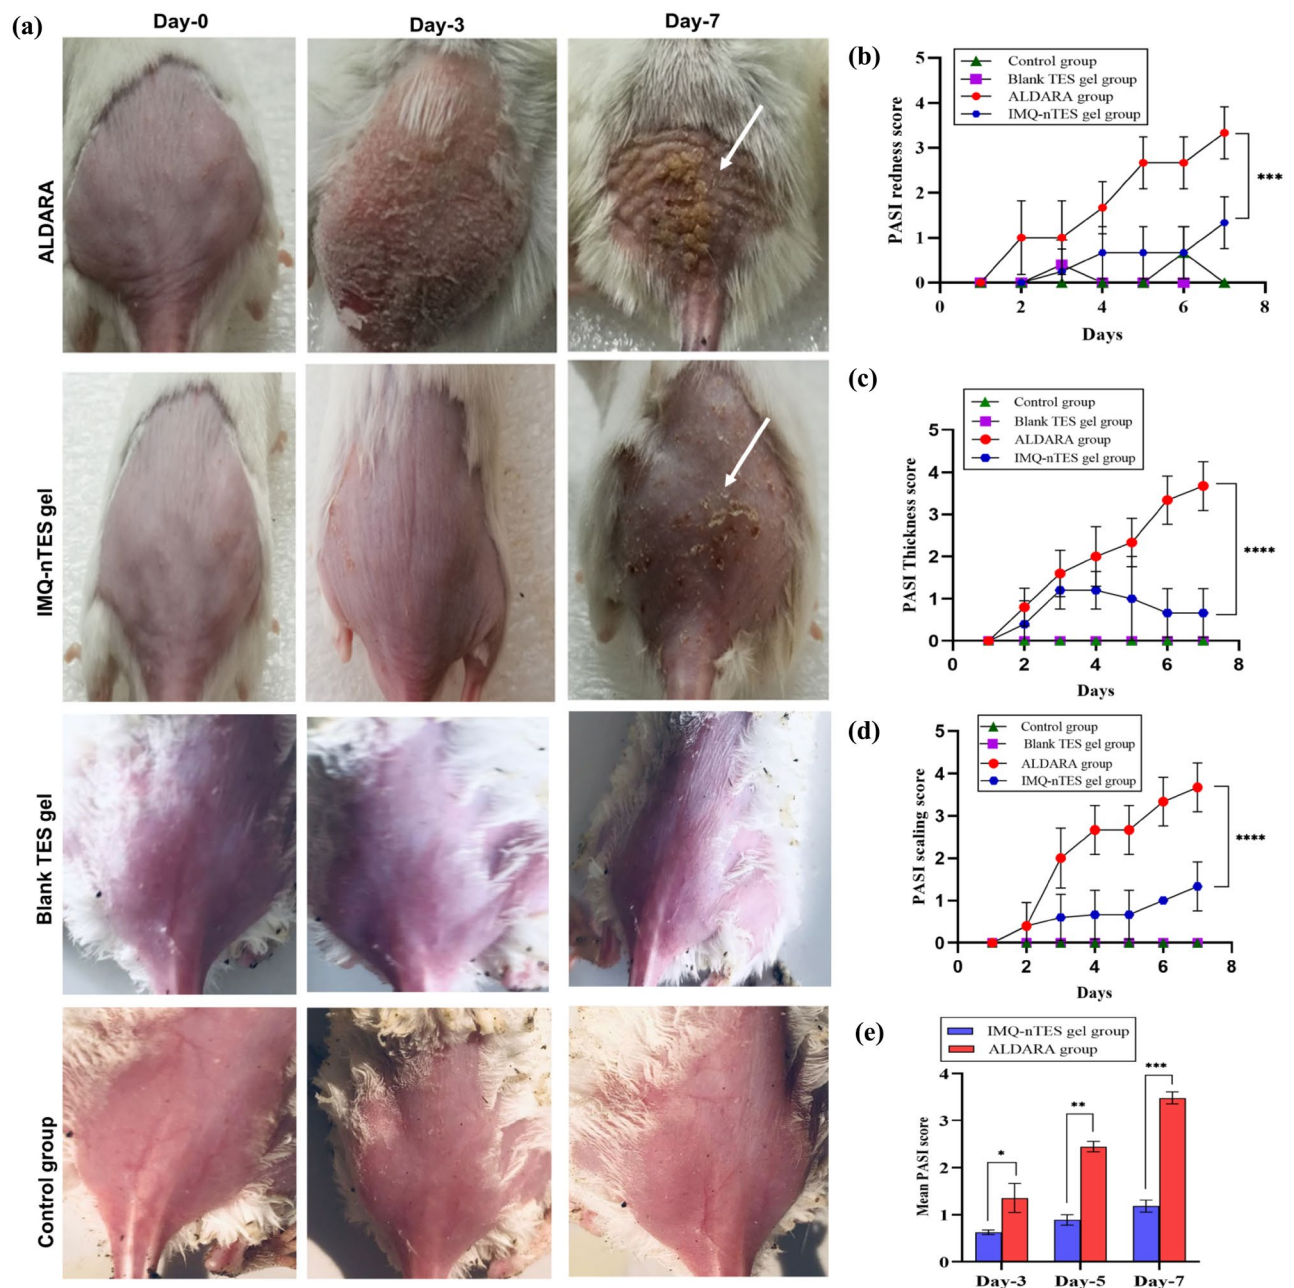 (a)
Day-0
Day-3
Day-7
ALDARA
IMQ-nTES gel
Blank TES gel
Control group
(b)
Control group
Blank TES gel group
ALDARA group
IMQ-nTES gel group
PASI redness score
5
4
3
2
1
0
0 2 4 6 8
Days
***
(c)
Control group
Blank TES gel group
ALDARA group
IMQ-nTES gel group
PASI Thickness score
5
4
3
2
1
0
0 2 4 6 8
Days
****
(d)
Control group
Blank TES gel group
ALDARA group
IMQ-nTES gel group
PASI scaling score
5
4
3
2
1
0
0 2 4 6 8
Days
****
(e)
IMQ-nTES gel group
ALDARA group
Mean PASI score
4
3
2
1
0
*
**
***
Day-3 Day-5 Day-7